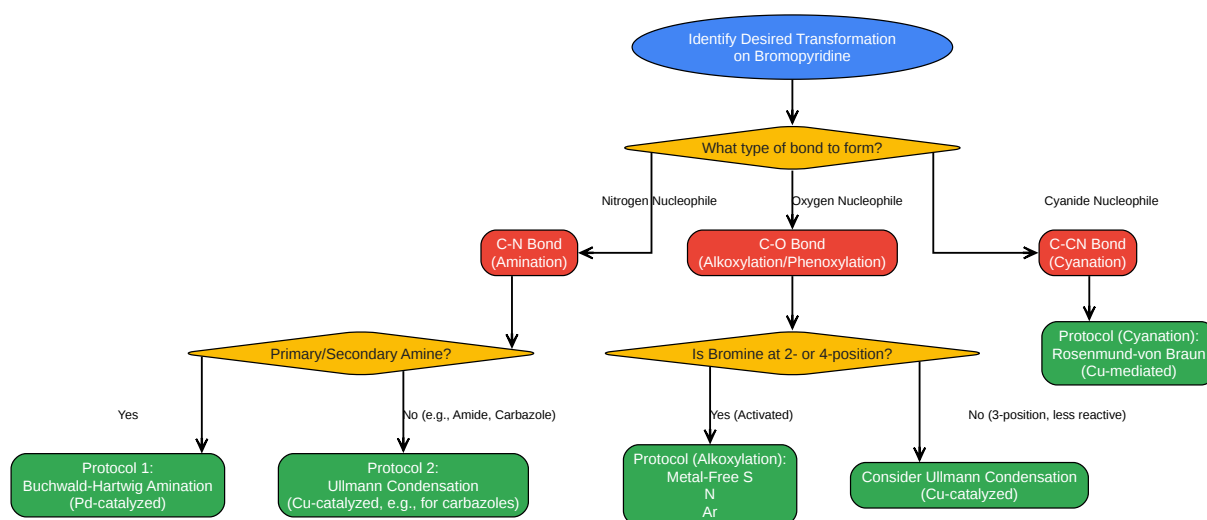 Identify Desired Transformation
on Bromopyridine
What type of bond to form?
Nitrogen Nucleophile
Oxygen Nucleophile
Cyanide Nucleophile
C-N Bond
(Amination)
C-O Bond
(Alkoxylation/Phenoxylation)
C-CN Bond
(Cyanation)
Primary/Secondary Amine?
Is Bromine at 2- or 4-position?
Protocol (Cyanation):
Rosenmund-von Braun
(Cu-mediated)
Yes
No (e.g., Amide, Carbazole)
Yes (Activated)
No (3-position, less reactive)
Protocol 1:
Buchwald-Hartwig Amination
(Pd-catalyzed)
Protocol 2:
Ullmann Condensation
(Cu-catalyzed, e.g., for carbazoles)
Protocol (Alkoxylation):
Metal-Free S
N
Ar
Consider Ullmann Condensation
(Cu-catalyzed)